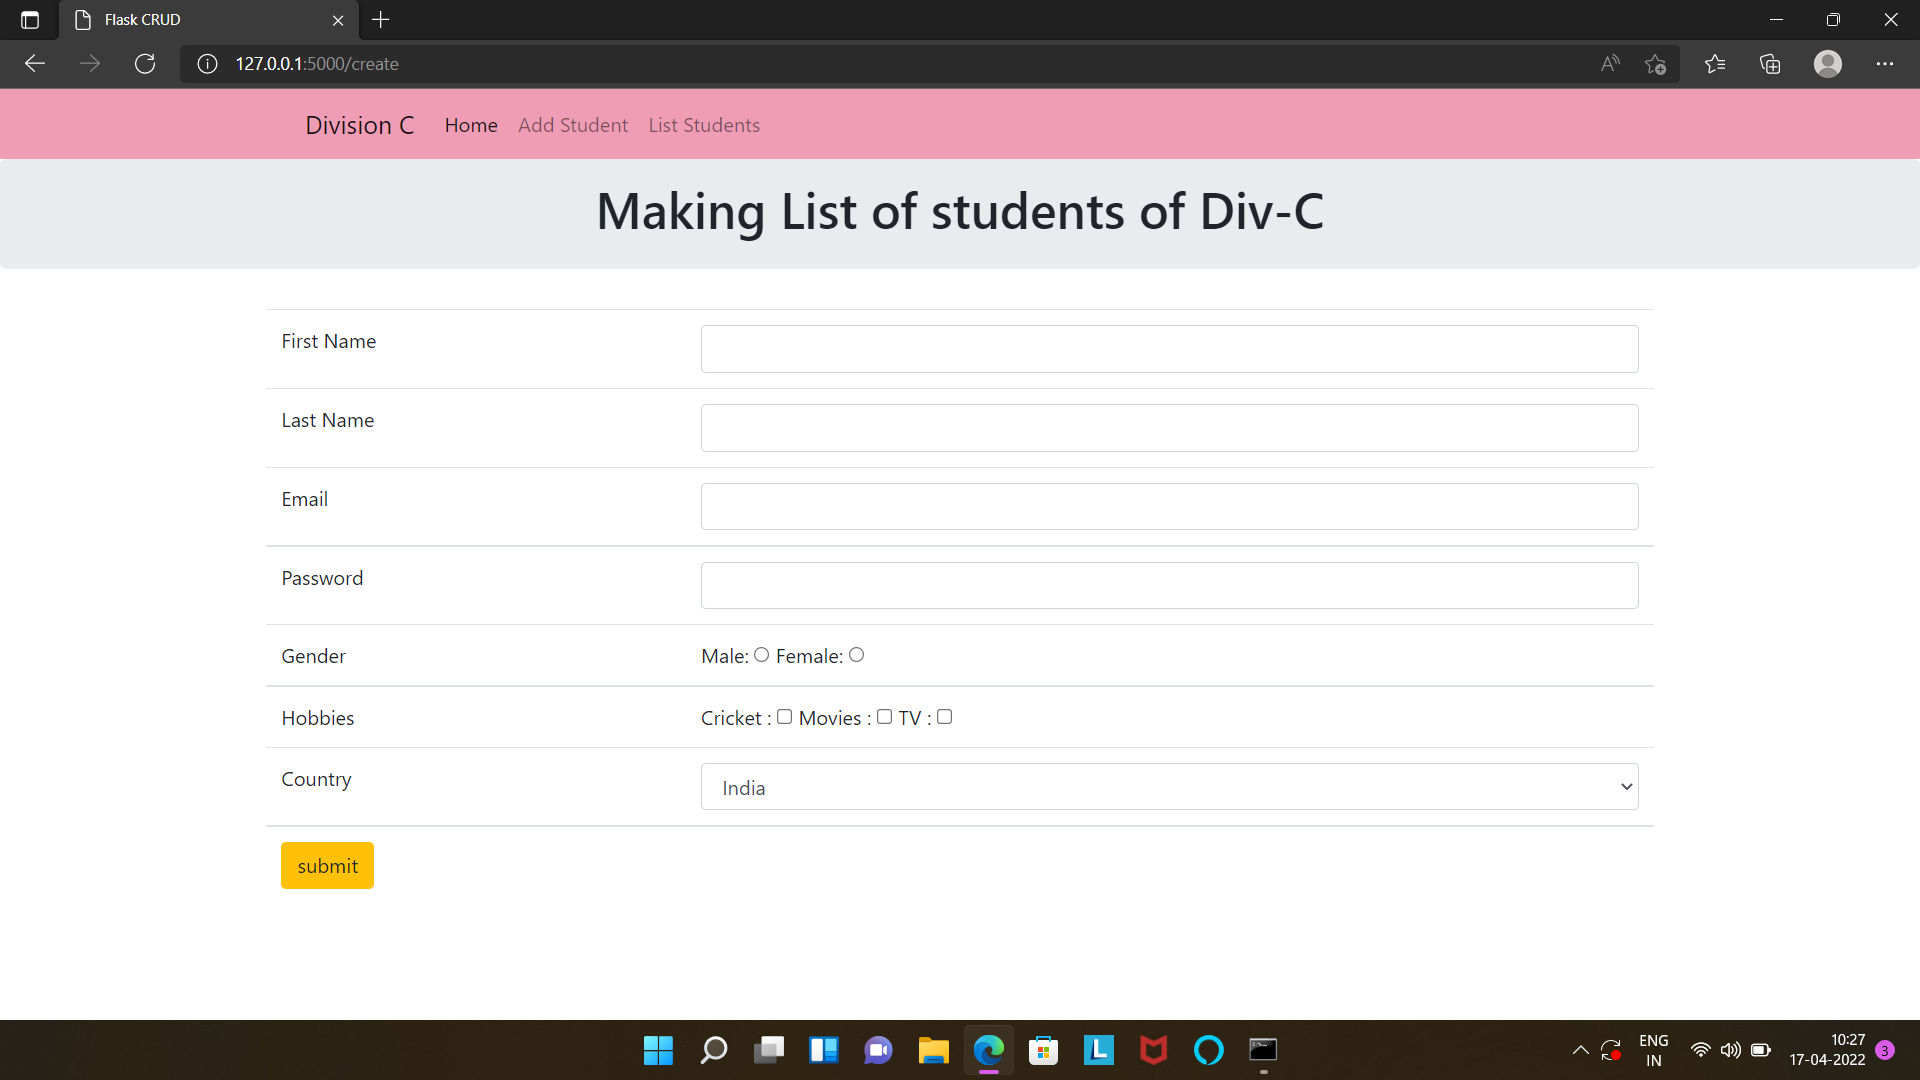 Flask CRUD
127.0.0.1:5000/create
Division C Home Add Student List Students
Making List of students of Div-C
First Name
Last Name
Email
Password
Gender Male: Female:
Hobbies Cricket : Movies : TV :
Country India
submit
ENG
IN
10:27
17-04-2022
3